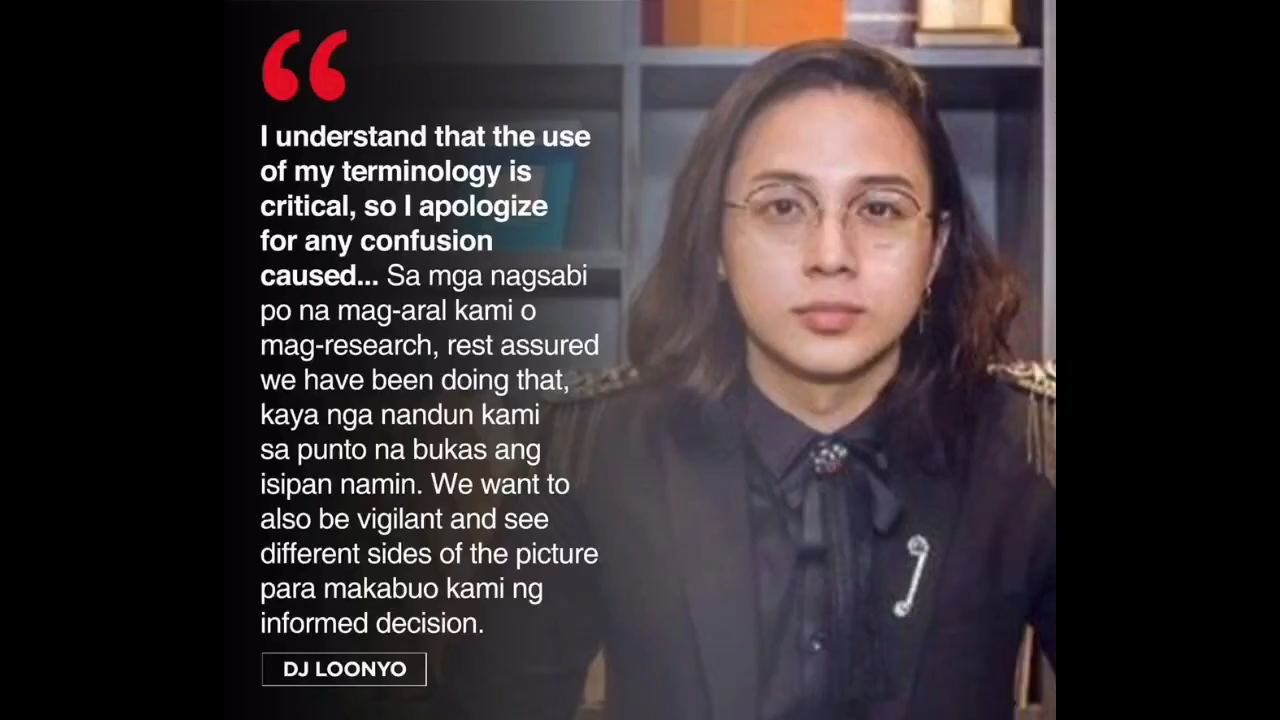 “
I understand that the use
of my terminology is
critical, so I apologize
for any confusion
caused... Sa mga nagsabi
po na mag-aral kami o
mag-research, rest assured
we have been doing that,
kaya nga nandun kami
sa punto na bukas ang
isipan namin. We want to
also be vigilant and see
different sides of the picture
para makabuo kami ng
informed decision.
DJ LOONYO